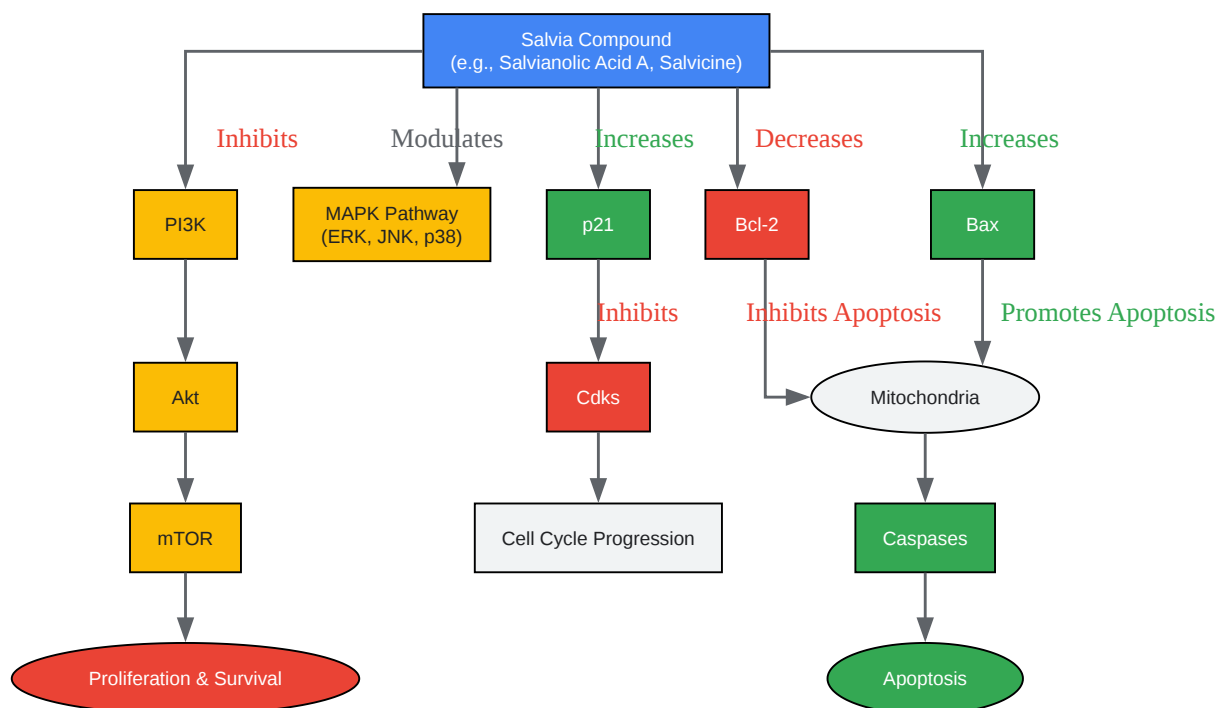 Salvia Compound
(e.g., Salvianolic Acid A, Salvicine)
Inhibits
Modulates
Increases
Decreases
Increases
PI3K
MAPK Pathway
(ERK, JNK, p38)
p21
Bcl-2
Bax
Inhibits
Inhibits Apoptosis
Promotes Apoptosis
Akt
Cdks
Mitochondria
mTOR
Cell Cycle Progression
Caspases
Proliferation & Survival
Apoptosis